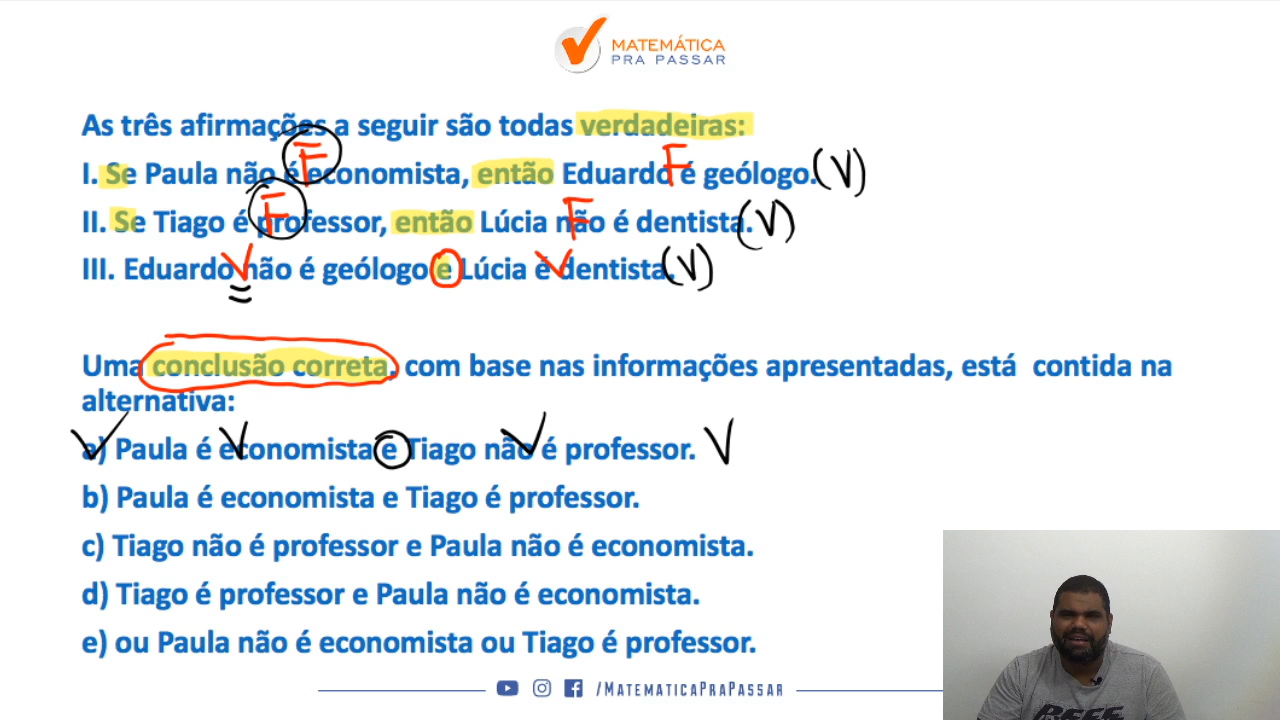 MATEMÁTICA
PRA PASSAR
As três afirmações a seguir são todas verdadeiras:
I. Se Paula não é economista, então Eduardo é geólogo. (V)
F
F
II. Se Tiago é professor, então Lúcia não é dentista. (V)
F
F
III. Eduardo não é geólogo e Lúcia é dentista. (V)
V
V
Uma conclusão correta, com base nas informações apresentadas, está contida na
alternativa:
a) Paula é economista e Tiago não é professor. V
V
V
b) Paula é economista e Tiago é professor.
c) Tiago não é professor e Paula não é economista.
d) Tiago é professor e Paula não é economista.
e) ou Paula não é economista ou Tiago é professor.
/MATEMATICAPRAPASSAR